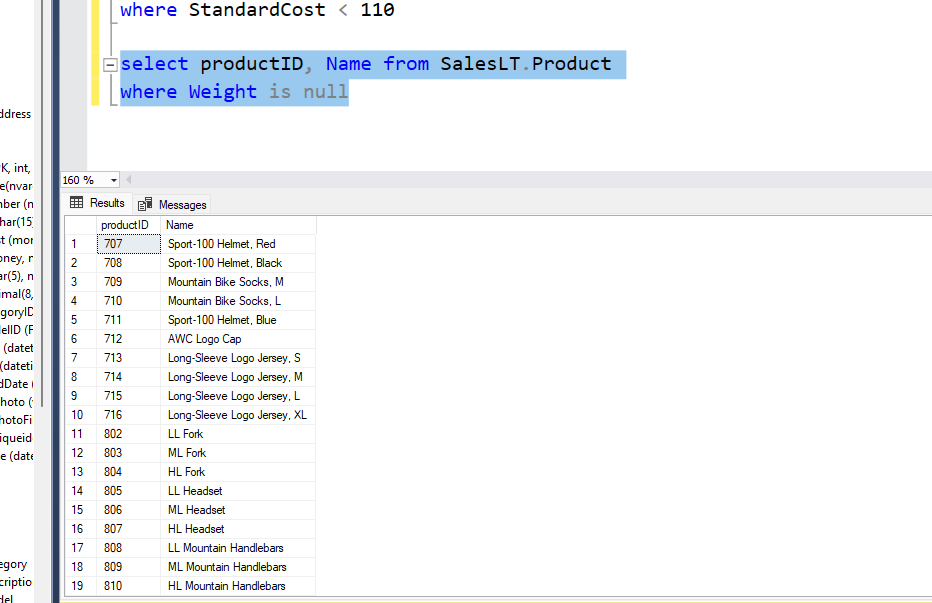 where StandardCost < 110
select productID, Name from SalesLT.Product
where Weight is null
ddress
K, int,
e(nvar
mber (n
har(15
st (mor
oney, n
ar(5), n
imal(8,
goryID
elID (F
(datet
(dateti
dDate (
hoto (
hotoFi
iqueid
e (date
egory
criptio
del
160 %
Results Messages
productID Name
1 707 Sport-100 Helmet, Red
2 708 Sport-100 Helmet, Black
3 709 Mountain Bike Socks, M
4 710 Mountain Bike Socks, L
5 711 Sport-100 Helmet, Blue
6 712 AWC Logo Cap
7 713 Long-Sleeve Logo Jersey, S
8 714 Long-Sleeve Logo Jersey, M
9 715 Long-Sleeve Logo Jersey, L
10 716 Long-Sleeve Logo Jersey, XL
11 802 LL Fork
12 803 ML Fork
13 804 HL Fork
14 805 LL Headset
15 806 ML Headset
16 807 HL Headset
17 808 LL Mountain Handlebars
18 809 ML Mountain Handlebars
19 810 HL Mountain Handlebars